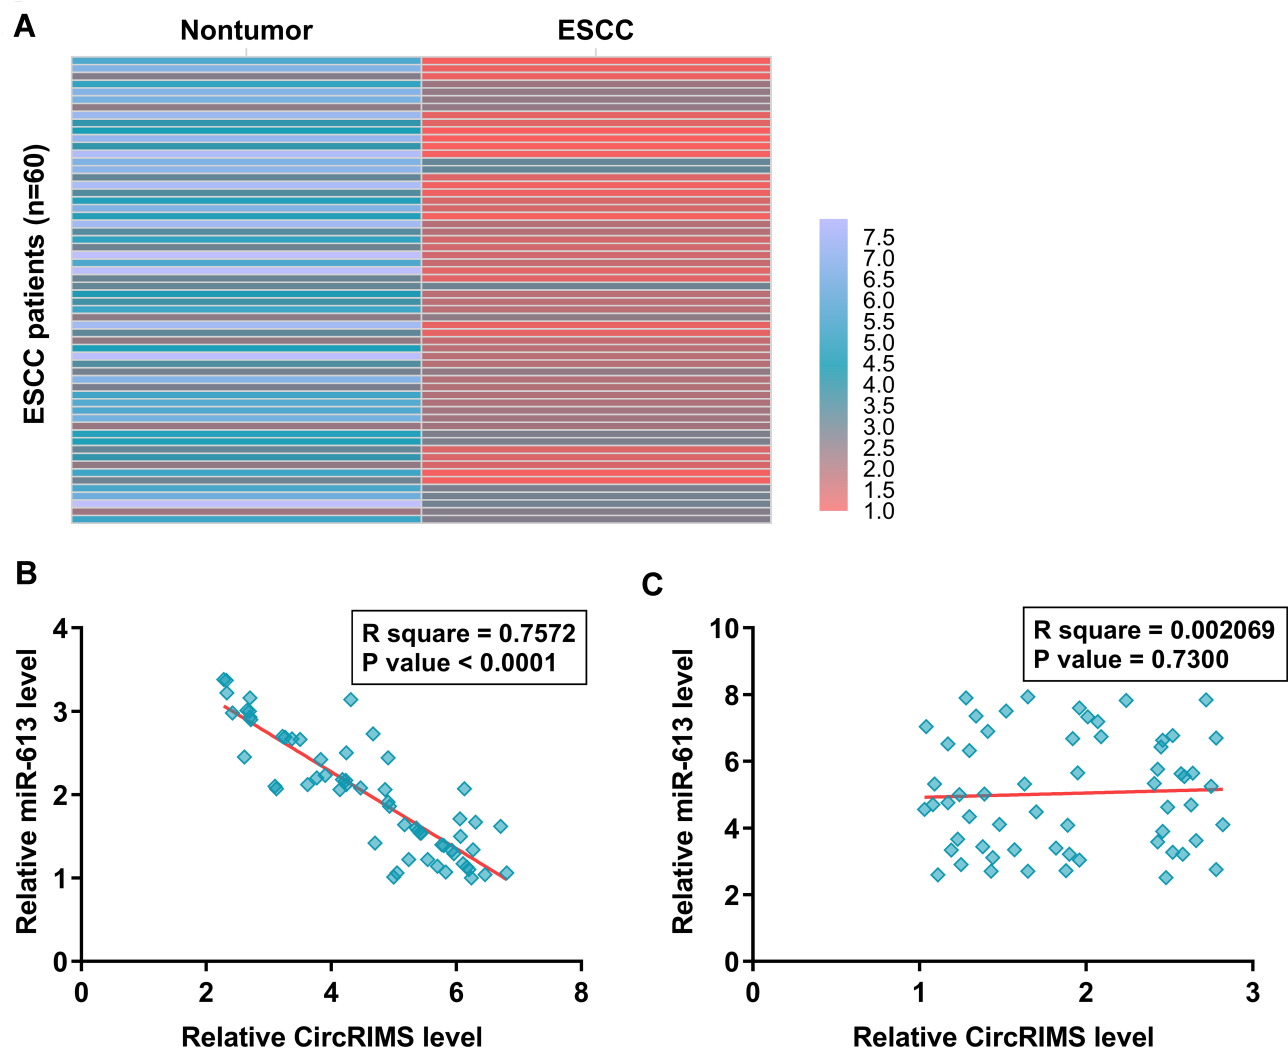 A
Nontumor
ESCC
ESCC patients (n=60)
7.5
7.0
6.5
6.0
5.5
5.0
4.5
4.0
3.5
3.0
2.5
2.0
1.5
1.0
B
R square = 0.7572
P value < 0.0001
Relative miR-613 level
4
3
2
1
0
0 2 4 6 8
Relative CircRIMS level
C
R square = 0.002069
P value = 0.7300
Relative miR-613 level
10
8
6
4
2
0
0 1 2 3
Relative CircRIMS level